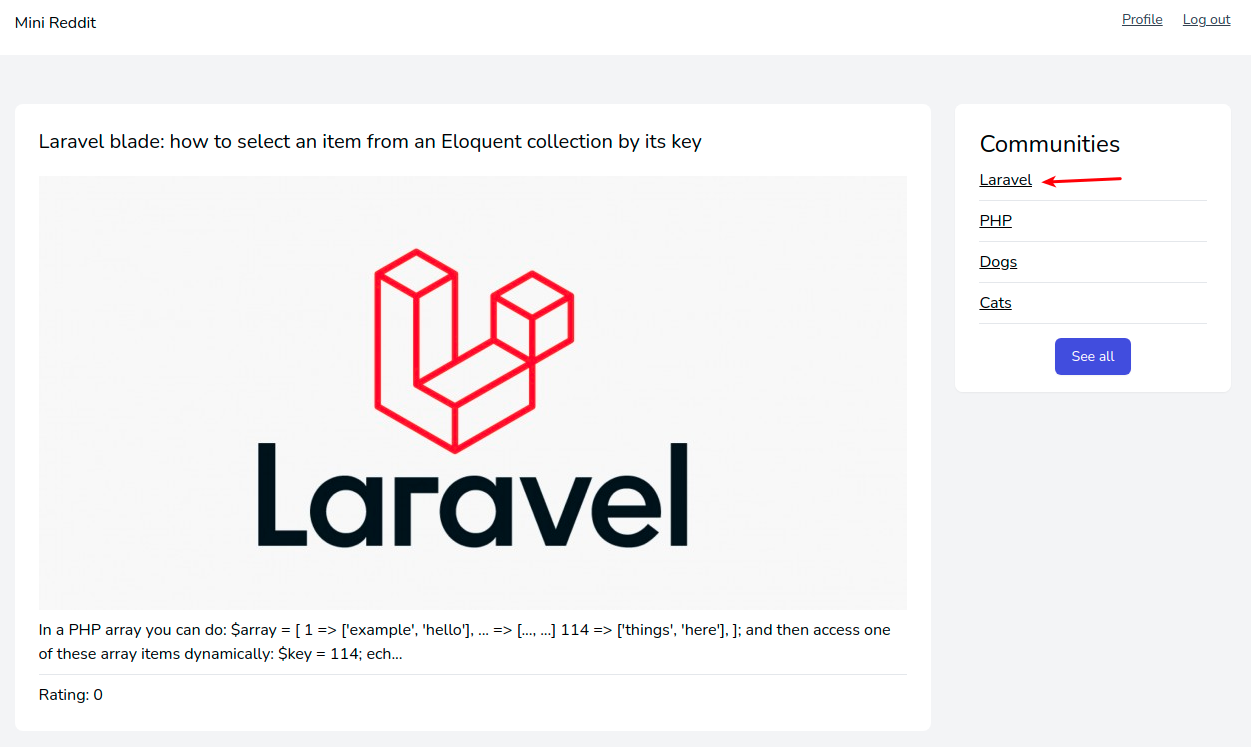 Mini Reddit
Profile
Log out
Laravel blade: how to select an item from an Eloquent collection by its key
Laravel
In a PHP array you can do: $array = [ 1 => ['example', 'hello'], ... => [..., ...] 114 => ['things', 'here'], ]; and then access one
of these array items dynamically: $key = 114; ech...
Rating: 0
Communities
Laravel
PHP
Dogs
Cats
See all